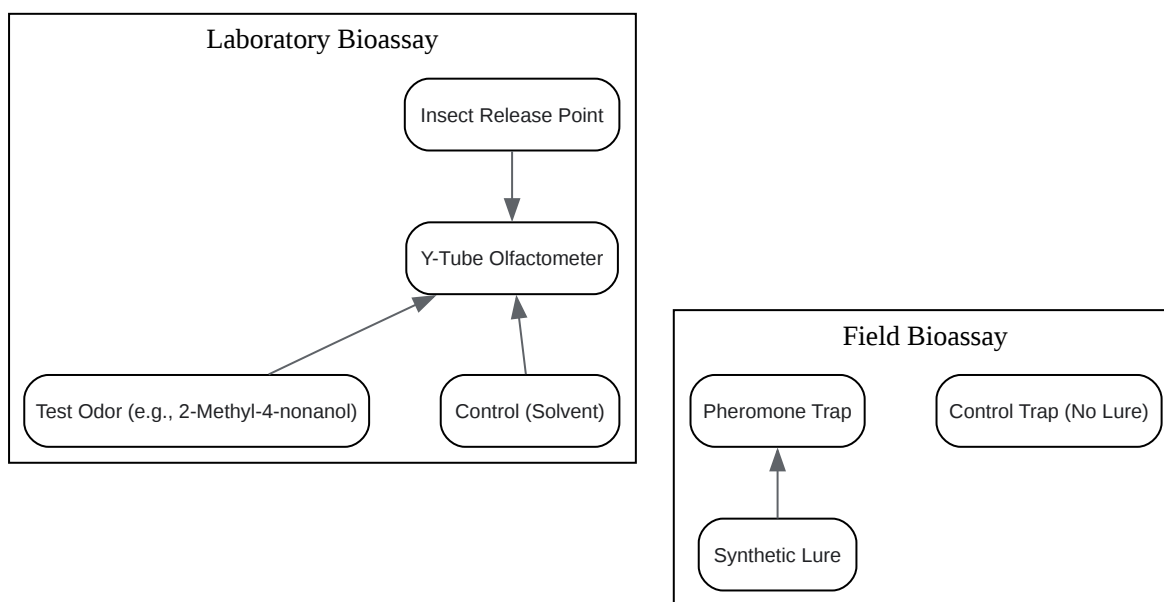 Laboratory Bioassay
Insect Release Point
Y-Tube Olfactometer
Test Odor (e.g., 2-Methyl-4-nonanol)
Control (Solvent)
Field Bioassay
Pheromone Trap
Control Trap (No Lure)
Synthetic Lure